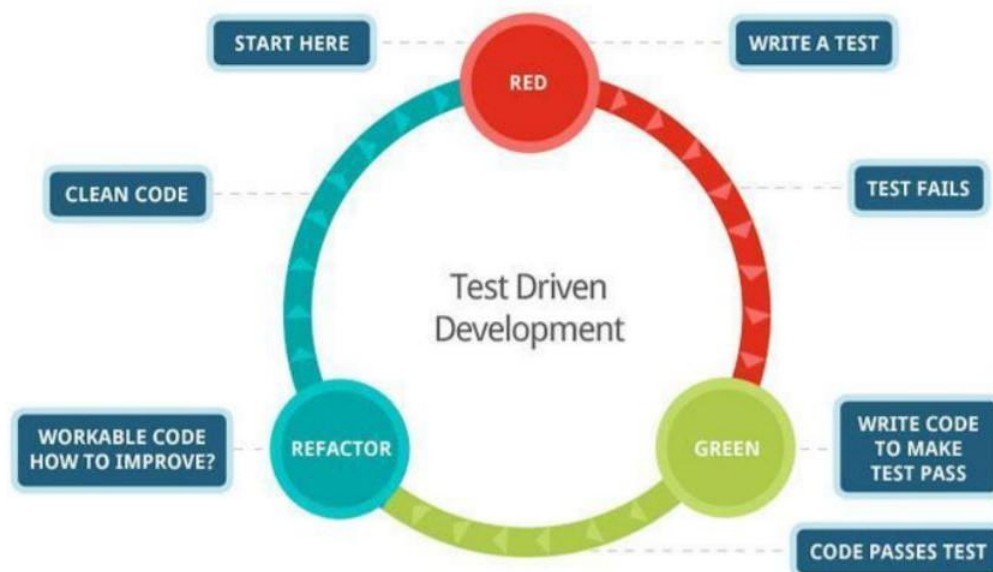 START HERE
RED
WRITE A TEST
CLEAN CODE
TEST FAILS
Test Driven
Development
WORKABLE CODE
HOW TO IMPROVE?
REFACTOR
GREEN
WRITE CODE
TO MAKE
TEST PASS
CODE PASSES TEST